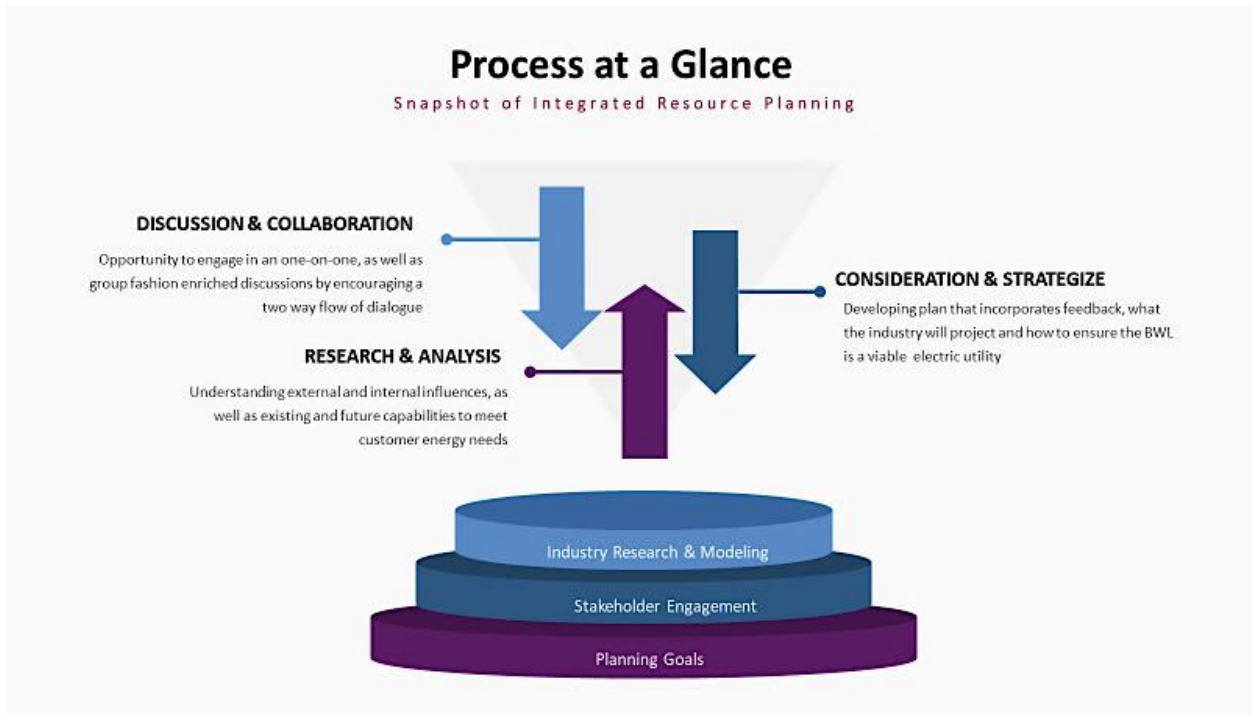 Process at a Glance
Snapshot of Integrated Resource Planning
DISCUSSION & COLLABORATION
Opportunity to engage in an one-on-one, as well as
group fashion enriched discussions by encouraging a
two way flow of dialogue
CONSIDERATION & STRATEGIZE
Developing plan that incorporates feedback, what
the industry will project and how to ensure the BWL
is a viable electric utility
RESEARCH & ANALYSIS
Understanding external and internal influences, as
well as existing and future capabilities to meet
customer energy needs
Industry Research & Modeling
Stakeholder Engagement
Planning Goals